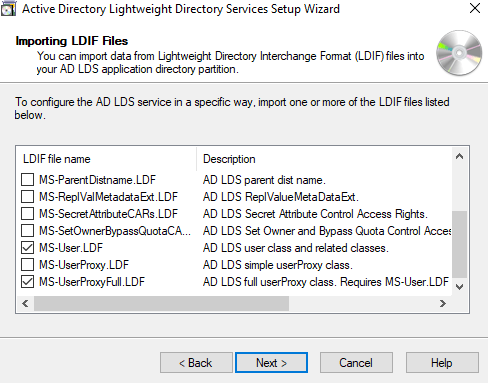 Active Directory Lightweight Directory Services Setup Wizard
Importing LDIF Files
You can import data from Lightweight Directory Interchange Format (LDIF) files into
your AD LDS application directory partition.
To configure the AD LDS service in a specific way, import one or more of the LDIF files listed
below.
LDIF file name Description
MS-ParentDistname.LDF AD LDS parent dist name.
MS-ReplValMetadataExt.LDF AD LDS ReplValueMetaDataExt.
MS-SecretAttributeCARs.LDF AD LDS Secret Attribute Control Access Rights.
MS-SetOwnerBypassQuotaCA... AD LDS Set Owner and Bypass Quota Control Acces
MS-User.LDF AD LDS user class and related classes.
MS-UserProxy.LDF AD LDS simple userProxy class.
MS-UserProxyFull.LDF AD LDS full userProxy class. Requires MS-User.LDF
< Back Next > Cancel Help